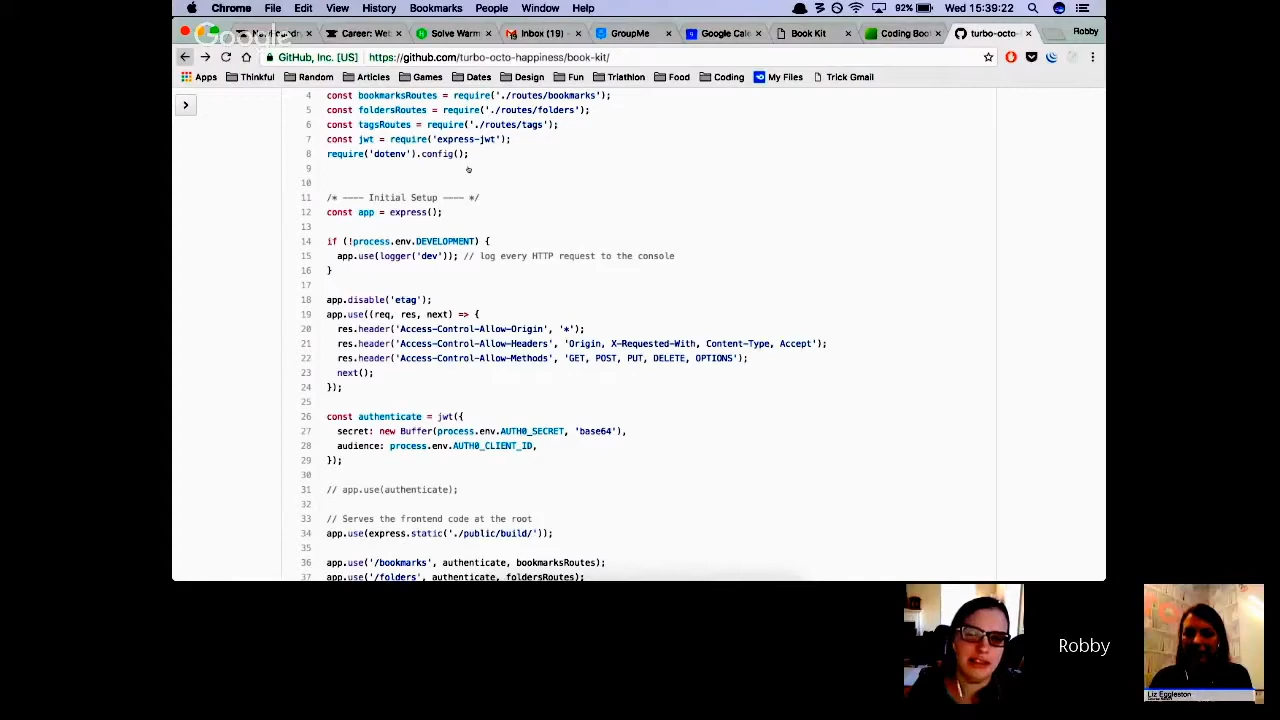 Chrome File Edit View History Bookmarks People Window Help 92% Wed 15:39:22
Google
Career: Wel Solve Warm Inbox (19) - GroupMe Google Cale Book Kit Coding Boo turbo-octo- Robby
GitHub, Inc. [US] https://github.com/turbo-octo-happiness/book-kit/
Apps Thinkful Random Articles Games Dates Design Fun Triathlon Food Coding My Files Trick Gmail
4 const bookmarksRoutes = require('./routes/bookmarks');
5 const foldersRoutes = require('./routes/folders');
6 const tagsRoutes = require('./routes/tags');
7 const jwt = require('express-jwt');
8 require('dotenv').config();
9
10
11 /* ---- Initial Setup ---- */
12 const app = express();
13
14 if (!process.env.DEVELOPMENT) {
15 app.use(logger('dev')); // log every HTTP request to the console
16 }
17
18 app.disable('etag');
19 app.use((req, res, next) => {
20 res.header('Access-Control-Allow-Origin', '*');
21 res.header('Access-Control-Allow-Headers', 'Origin, X-Requested-With, Content-Type, Accept');
22 res.header('Access-Control-Allow-Methods', 'GET, POST, PUT, DELETE, OPTIONS');
23 next();
24 });
25
26 const authenticate = jwt({
27 secret: new Buffer(process.env.AUTH0_SECRET, 'base64'),
28 audience: process.env.AUTH0_CLIENT_ID,
29 });
30
31 // app.use(authenticate);
32
33 // Serves the frontend code at the root
34 app.use(express.static('./public/build/'));
35
36 app.use('/bookmarks', authenticate, bookmarksRoutes);
37 app.use('/folders', authenticate, foldersRoutes);
Robby
Liz Eggleston